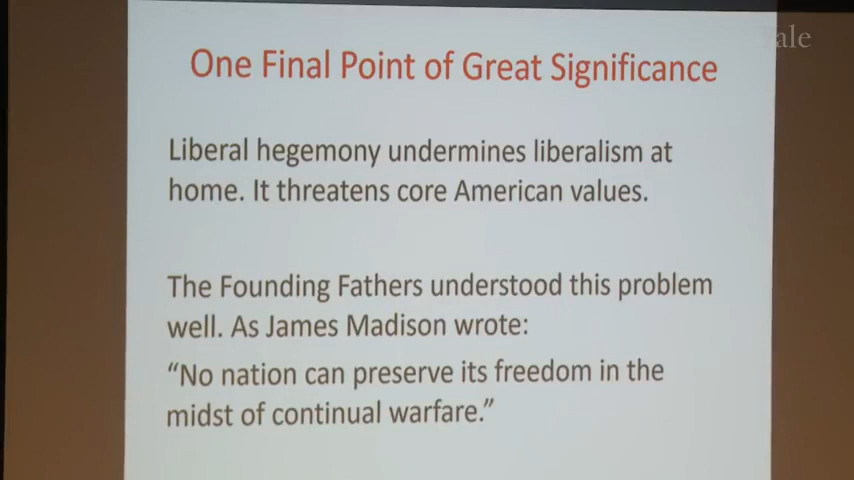 One Final Point of Great Significance
Liberal hegemony undermines liberalism at
home. It threatens core American values.
The Founding Fathers understood this problem
well. As James Madison wrote:
“No nation can preserve its freedom in the
midst of continual warfare.”